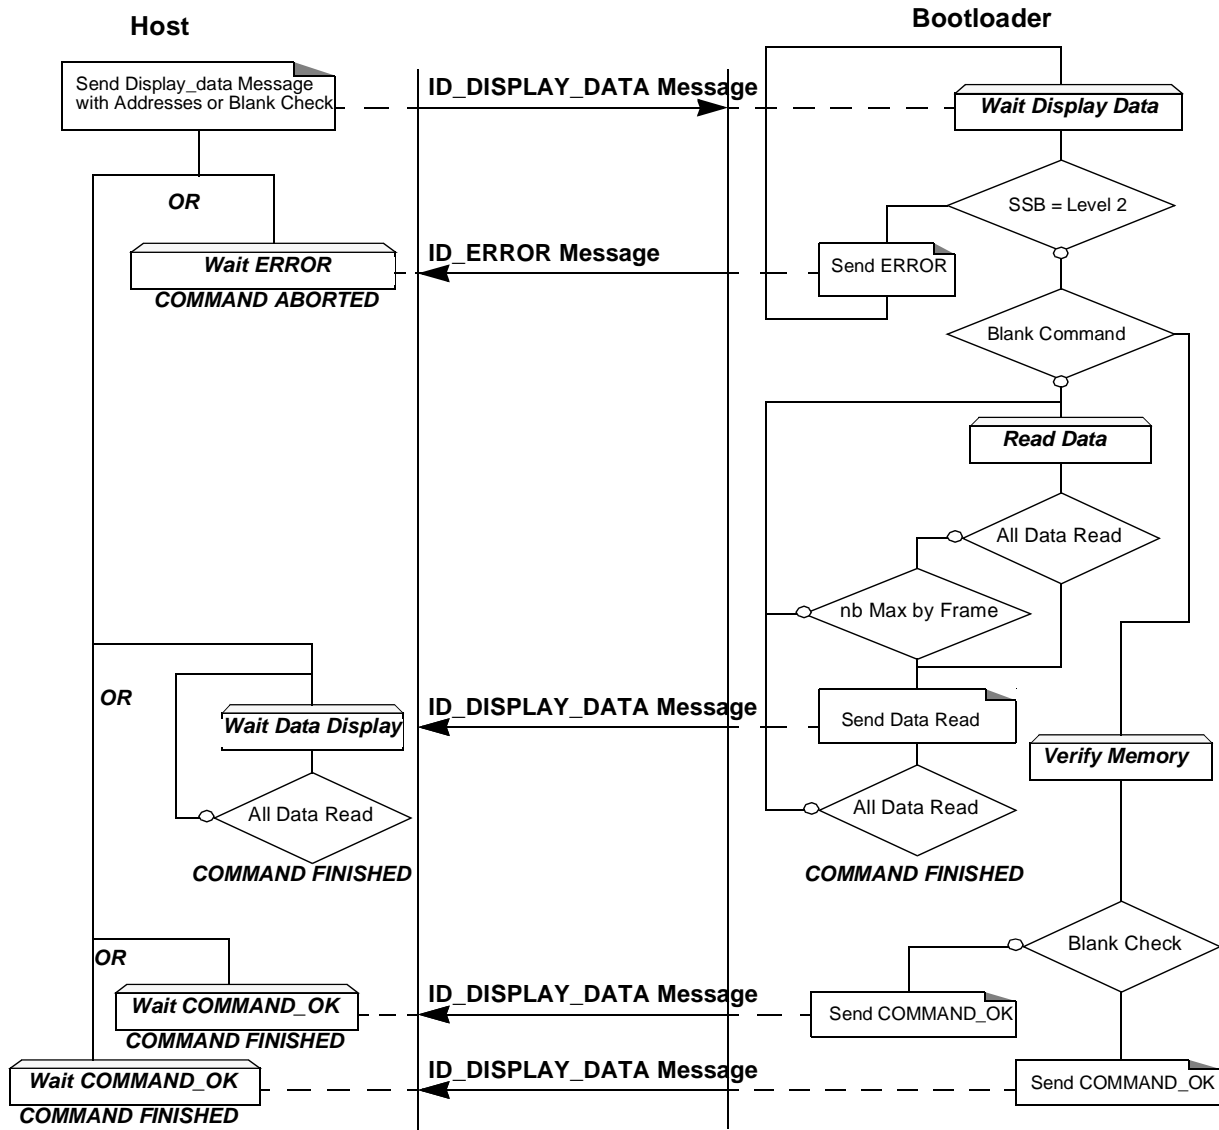 Host
Bootloader
Send Display_data Message
with Addresses or Blank Check
ID_DISPLAY_DATA Message
Wait Display Data
OR
SSB = Level 2
Wait ERROR
ID_ERROR Message
Send ERROR
COMMAND ABORTED
Blank Command
Read Data
All Data Read
nb Max by Frame
OR
Wait Data Display
ID_DISPLAY_DATA Message
Send Data Read
Verify Memory
All Data Read
All Data Read
COMMAND FINISHED
COMMAND FINISHED
Blank Check
OR
Wait COMMAND_OK
ID_DISPLAY_DATA Message
Send COMMAND_OK
COMMAND FINISHED
Wait COMMAND_OK
ID_DISPLAY_DATA Message
Send COMMAND_OK
COMMAND FINISHED